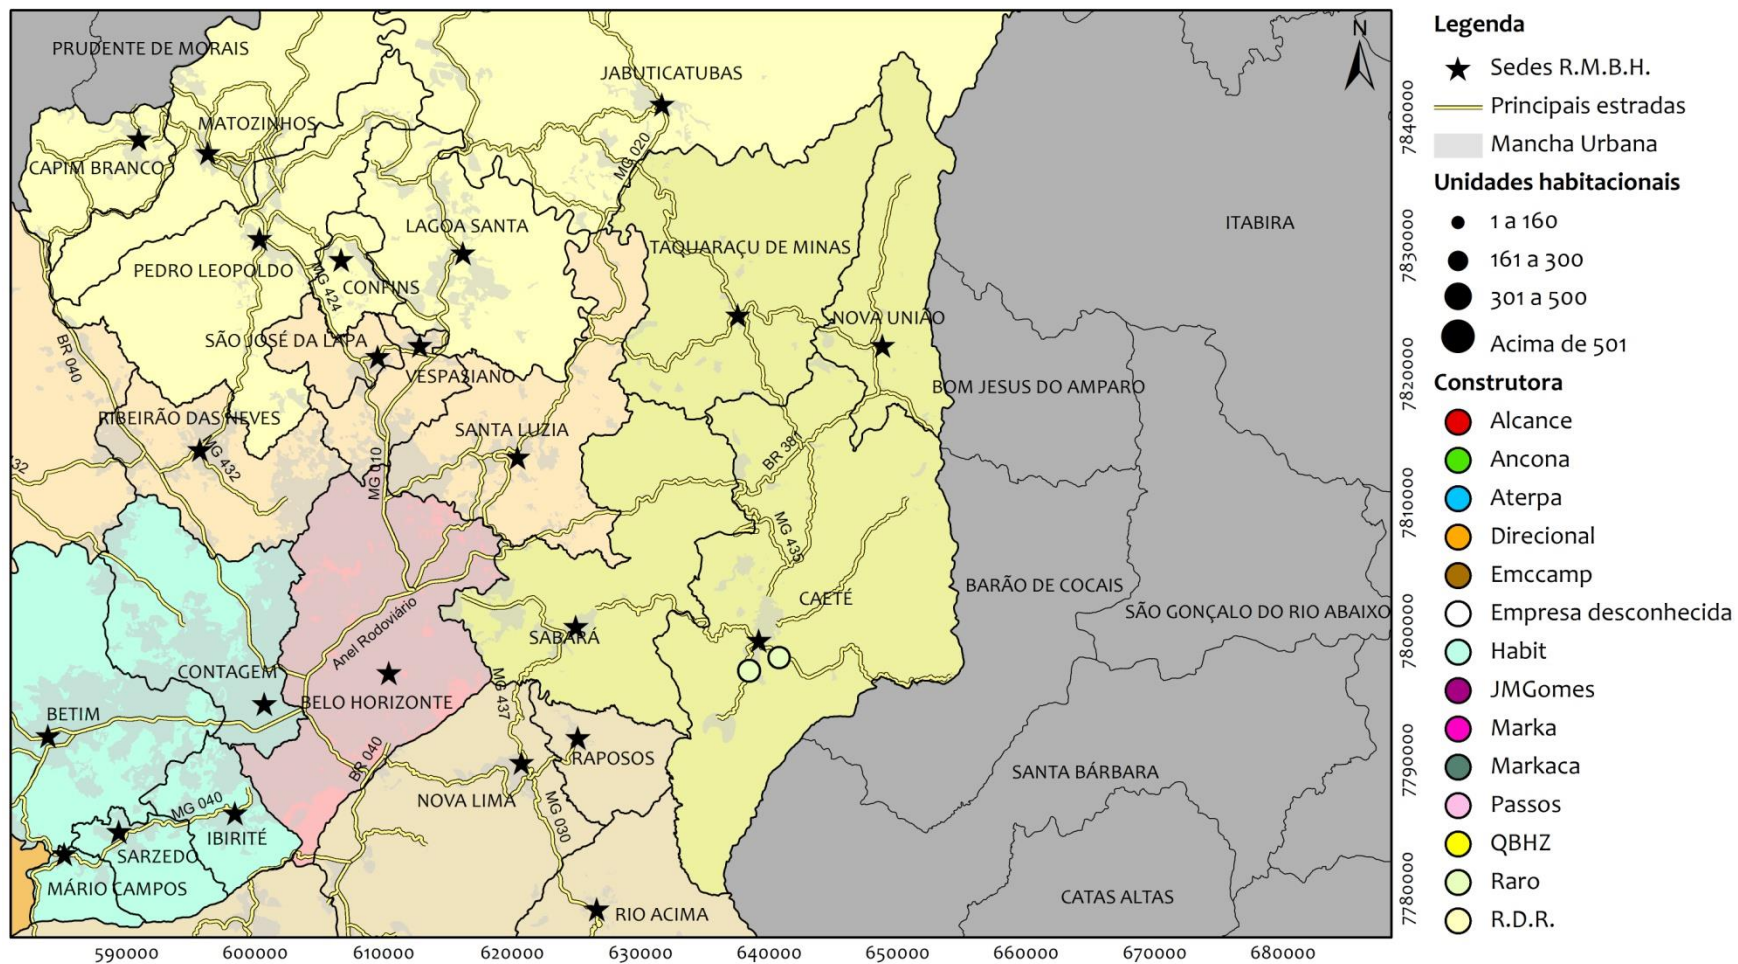 PRUDENTE DE MORAIS
JABUTICATUBAS
MATOZINHOS
CAPIM BRANCO
MG 020
ITABIRA
LAGOA SANTA
TAQUARAÇU DE MINAS
PEDRO LEOPOLDO
MG 424
CONFINS
NOVA UNIÃO
SÃO JOSÉ DA LAPA
BR 040
VESPASIANO
BOM JESUS DO AMPARO
RIBEIRÃO DAS NEVES
SANTA LUZIA
MG 432
BR 381
32
MG 010
MG 435
BARÃO DE COCAIS
CAETÉ
SÃO GONÇALO DO RIO ABAIXO
Anel Rodoviário
SABARÁ
CONTAGEM
MG 437
BELO HORIZONTE
BETIM
BR 040
RAPOSOS
SANTA BÁRBARA
NOVA LIMA
MG 040
MG 030
IBIRITÉ
SARZEDO
MÁRIO CAMPOS
CATAS ALTAS
RIO ACIMA
N
7840000
7830000
7820000
7810000
7800000
7790000
7780000
590000 600000 610000 620000 630000 640000 650000 660000 670000 680000
Legenda
Sedes R.M.B.H.
Principais estradas
Mancha Urbana
Unidades habitacionais
1 a 160
161 a 300
301 a 500
Acima de 501
Construtora
Alcance
Ancona
Aterpa
Direcional
Emccamp
Empresa desconhecida
Habit
JMGomes
Marka
Markaca
Passos
QBHZ
Raro
R.D.R.